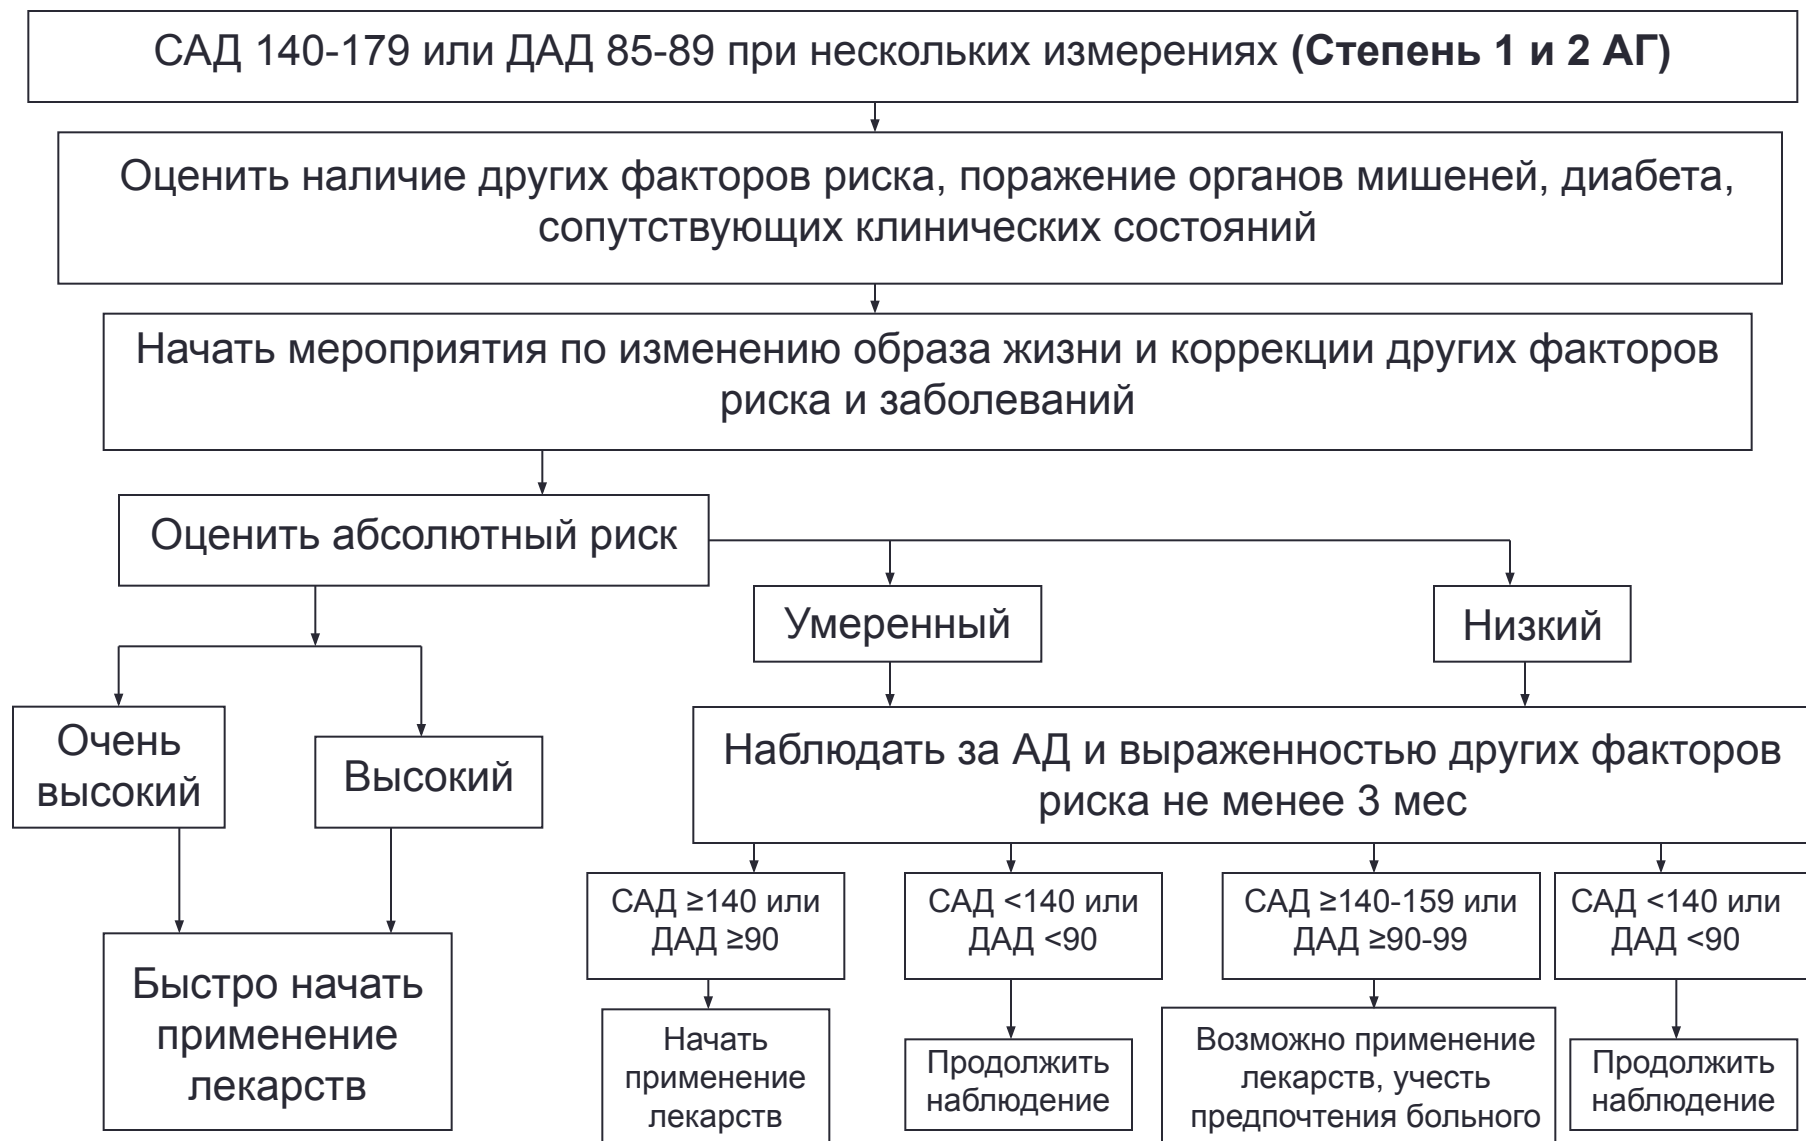 САД 140-179 или ДАД 85-89 при нескольких измерениях (Степень 1 и 2 АГ)
Оценить наличие других факторов риска, поражение органов мишеней, диабета,
сопутствующих клинических состояний
Начать мероприятия по изменению образа жизни и коррекции других факторов
риска и заболеваний
Оценить абсолютный риск
Умеренный
Низкий
Очень
высокий
Высокий
Наблюдать за АД и выраженностью других факторов
риска не менее 3 мес
САД ≥140 или
ДАД ≥90
САД <140 или
ДАД <90
САД ≥140-159 или
ДАД ≥90-99
САД <140 или
ДАД <90
Быстро начать
применение
лекарств
Начать
применение
лекарств
Продолжить
наблюдение
Возможно применение
лекарств, учесть
предпочтения больного
Продолжить
наблюдение